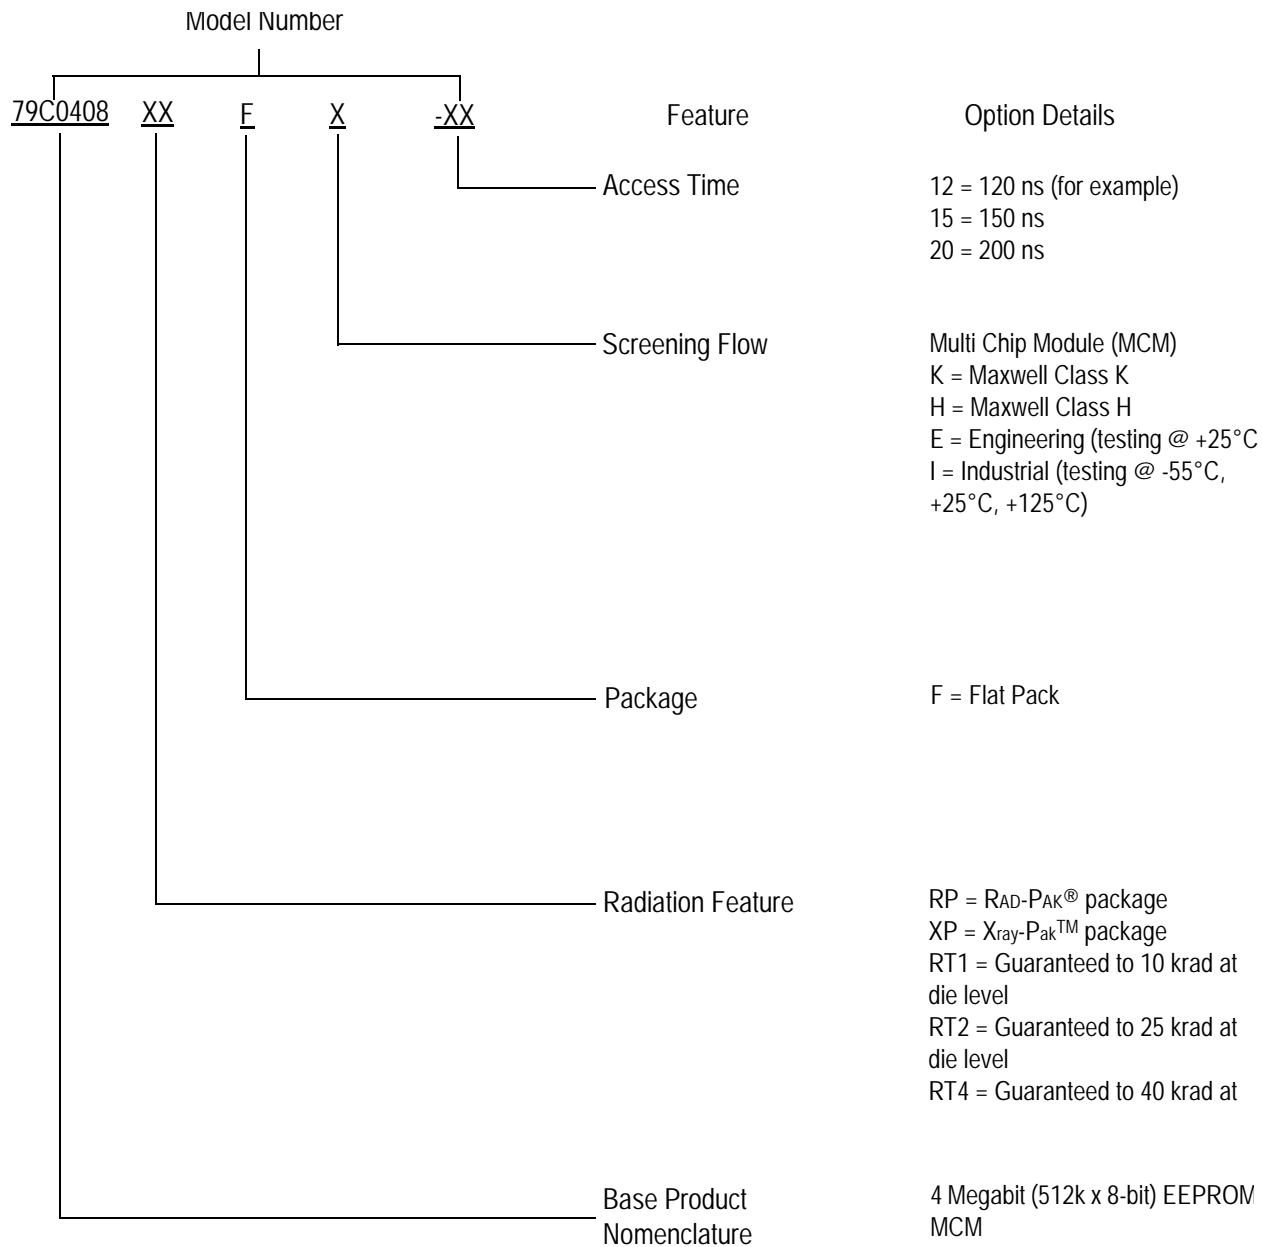 Model Number
79C0408 XX F X -XX
Feature Option Details
Access Time
12 = 120 ns (for example)
15 = 150 ns
20 = 200 ns
Screening Flow
Multi Chip Module (MCM)
K = Maxwell Class K
H = Maxwell Class H
E = Engineering (testing @ +25°C
I = Industrial (testing @ -55°C,
+25°C, +125°C)
Package
F = Flat Pack
Radiation Feature
RP = RAD-PAK® package
XP = Xray-Pak™ package
RT1 = Guaranteed to 10 krad at
die level
RT2 = Guaranteed to 25 krad at
die level
RT4 = Guaranteed to 40 krad at
Base Product
Nomenclature
4 Megabit (512k x 8-bit) EEPROM
MCM